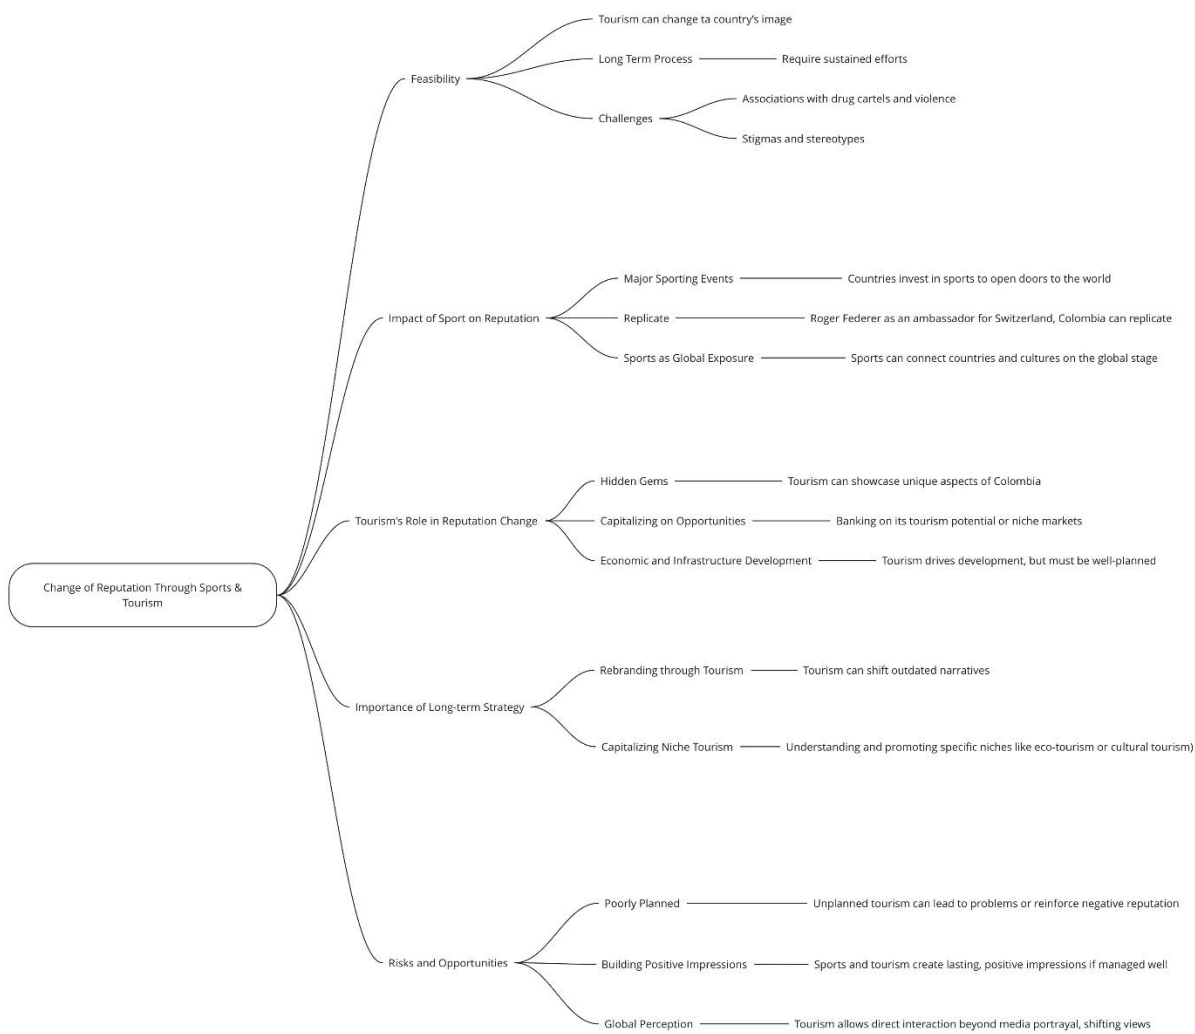 Tourism can change ta country's image
Long Term Process
Require sustained efforts
Feasibility
Associations with drug cartels and violence
Challenges
Stigmas and stereotypes
Major Sporting Events
Countries invest in sports to open doors to the world
Impact of Sport on Reputation
Replicate
Roger Federer as an ambassador for Switzerland, Colombia can replicate
Sports as Global Exposure
Sports can connect countries and cultures on the global stage
Hidden Gems
Tourism can showcase unique aspects of Colombia
Tourism's Role in Reputation Change
Capitalizing on Opportunities
Banking on its tourism potential or niche markets
Economic and Infrastructure Development
Tourism drives development, but must be well-planned
Change of Reputation Through Sports &
Tourism
Rebranding through Tourism
Tourism can shift outdated narratives
Importance of Long-term Strategy
Capitalizing Niche Tourism
Understanding and promoting specific niches like eco-tourism or cultural tourism)
Poorly Planned
Unplanned tourism can lead to problems or reinforce negative reputation
Risks and Opportunities
Building Positive Impressions
Sports and tourism create lasting, positive impressions if managed well
Global Perception
Tourism allows direct interaction beyond media portrayal, shifting views